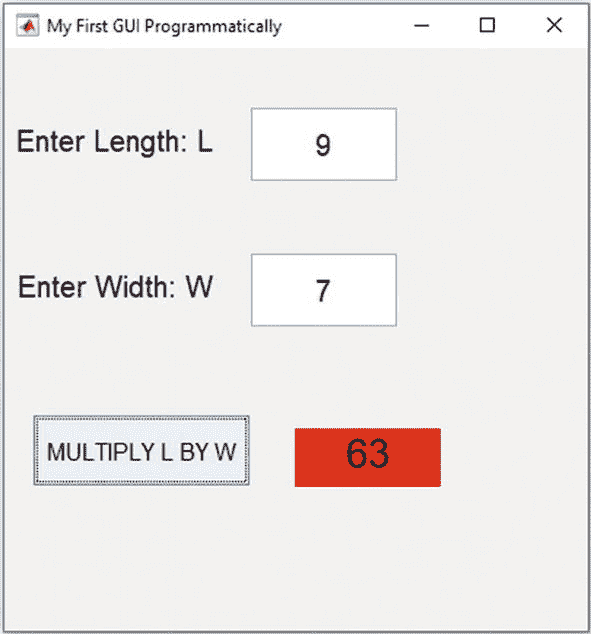 My First GUI Programmatically
Enter Length: L 9
Enter Width: W 7
MULTIPLY L BY W 63